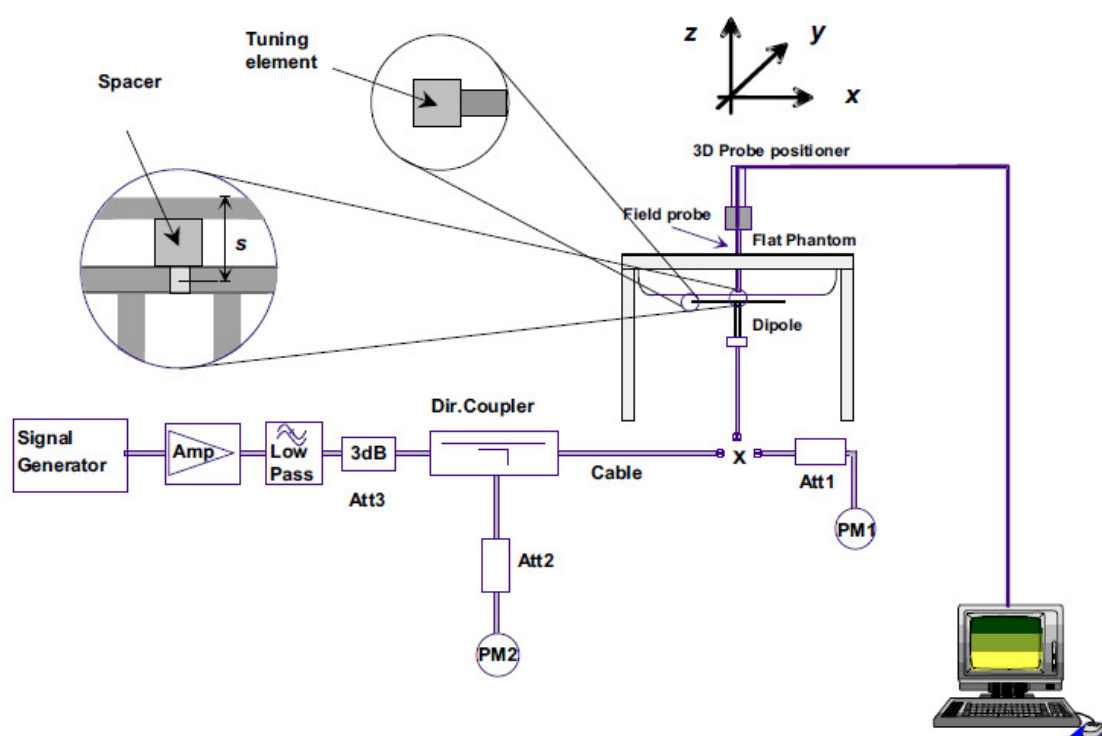 Tuning
element
Spacer
z
y
x
3D Probe positioner
Field probe
Flat Phantom
s
Dipole
Dir.Coupler
Signal
Generator
Amp
Low
Pass
3dB
Att3
Cable
x
Att1
PM1
Att2
PM2